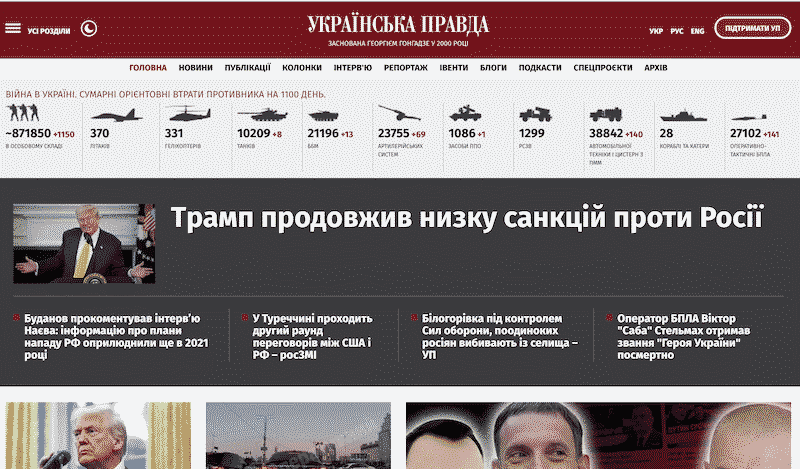 УСІ РОЗДІЛИ
УКРАЇНСЬКА ПРАВДА
ЗАСНОВАНА ГЕОРГІЄМ ГОНГАДЗЕ У 2000 РОЦІ
УКР РУС ENG
ПІДТРИМАТИ УП
ГОЛОВНА НОВИНИ ПУБЛІКАЦІЇ КОЛОНКИ ІНТЕРВ'Ю РЕПОРТАЖ ІВЕНТИ БЛОГИ ПОДКАСТИ СПЕЦПРОЄКТИ АРХІВ
ВІЙНА В УКРАЇНІ. СУМАРНІ ОРІЄНТОВНІ ВТРАТИ ПРОТИВНИКА НА 1100 ДЕНЬ.
~871850 +1150
В ОСОБОВОМУ СКЛАДІ
370
ЛІТАКІВ
331
ГЕЛІКОПТЕРІВ
10209 +8
ТАНКІВ
21196 +13
ББМ
23755 +69
АРТИЛЕРІЙСЬКИХ
СИСТЕМ
1086 +1
ЗАСОБИ ППО
1299
РСЗВ
38842 +140
АВТОМОБІЛЬНОЇ
ТЕХНІКИ І ЦИСТЕРН З
ПММ
28
КОРАБЛІ ТА КАТЕРИ
27102 +141
ОПЕРАТИВНО-
ТАКТИЧНІ БПЛА
Трамп продовжив низку санкцій проти Росії
Буданов прокоментував інтерв'ю
Наєва: інформацію про плани
нападу РФ оприлюднили ще в 2021
році
У Туреччині проходить
другий раунд
переговорів між США і
РФ – росЗМІ
Білогорівка під контролем
Сил оборони, поодиноких
росіян вибивають із селища –
УП
Оператор БПЛА Віктор
"Саба" Стельмах отримав
звання "Героя України"
посмертно